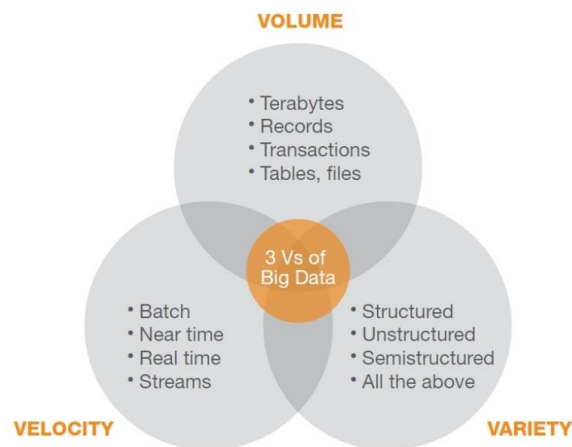 VOLUME
• Terabytes
• Records
• Transactions
• Tables, files
3 Vs of
Big Data
• Batch
• Near time
• Real time
• Streams
• Structured
• Unstructured
• Semistructured
• All the above
VELOCITY
VARIETY